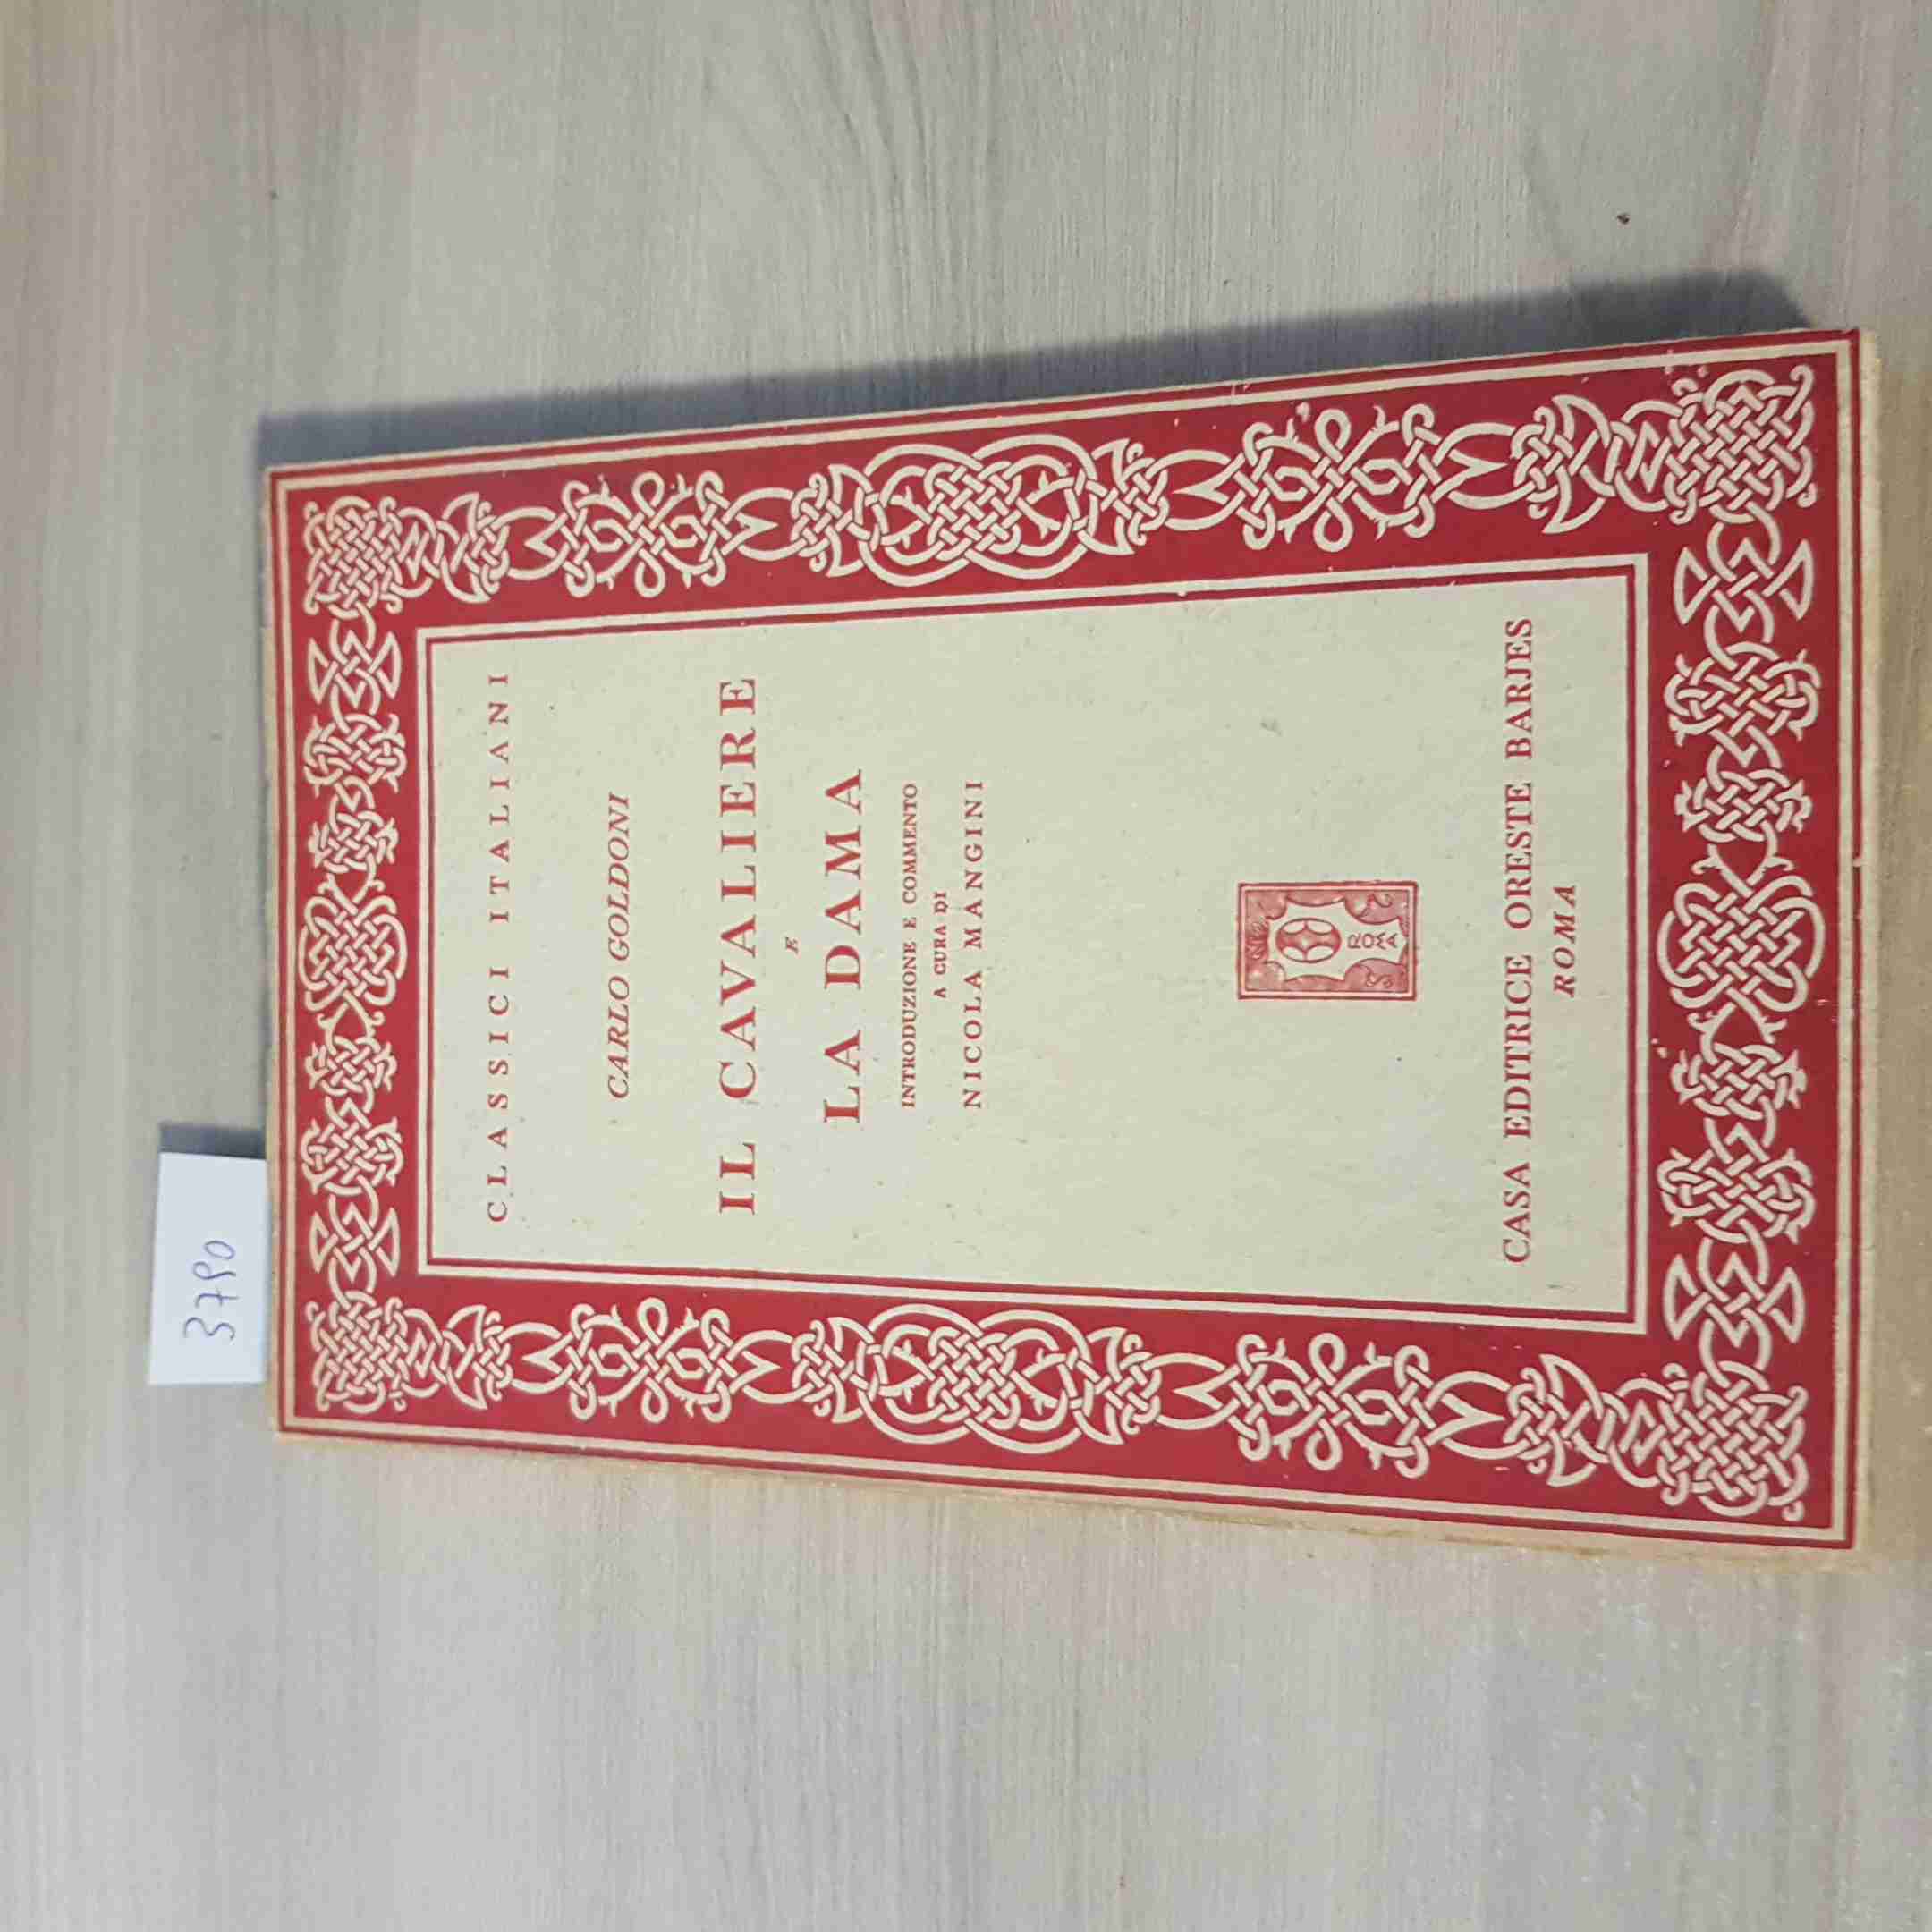 3790
CLASSICI ITALIANI
CARLO GOLDONI
IL CAVALIERE
E
LA DAMA
INTRODUZIONE E COMMENTO
A CURA DI
NICOLA MANGINI
ROMA
CASA EDITRICE ORESTE BARJES
ROMA